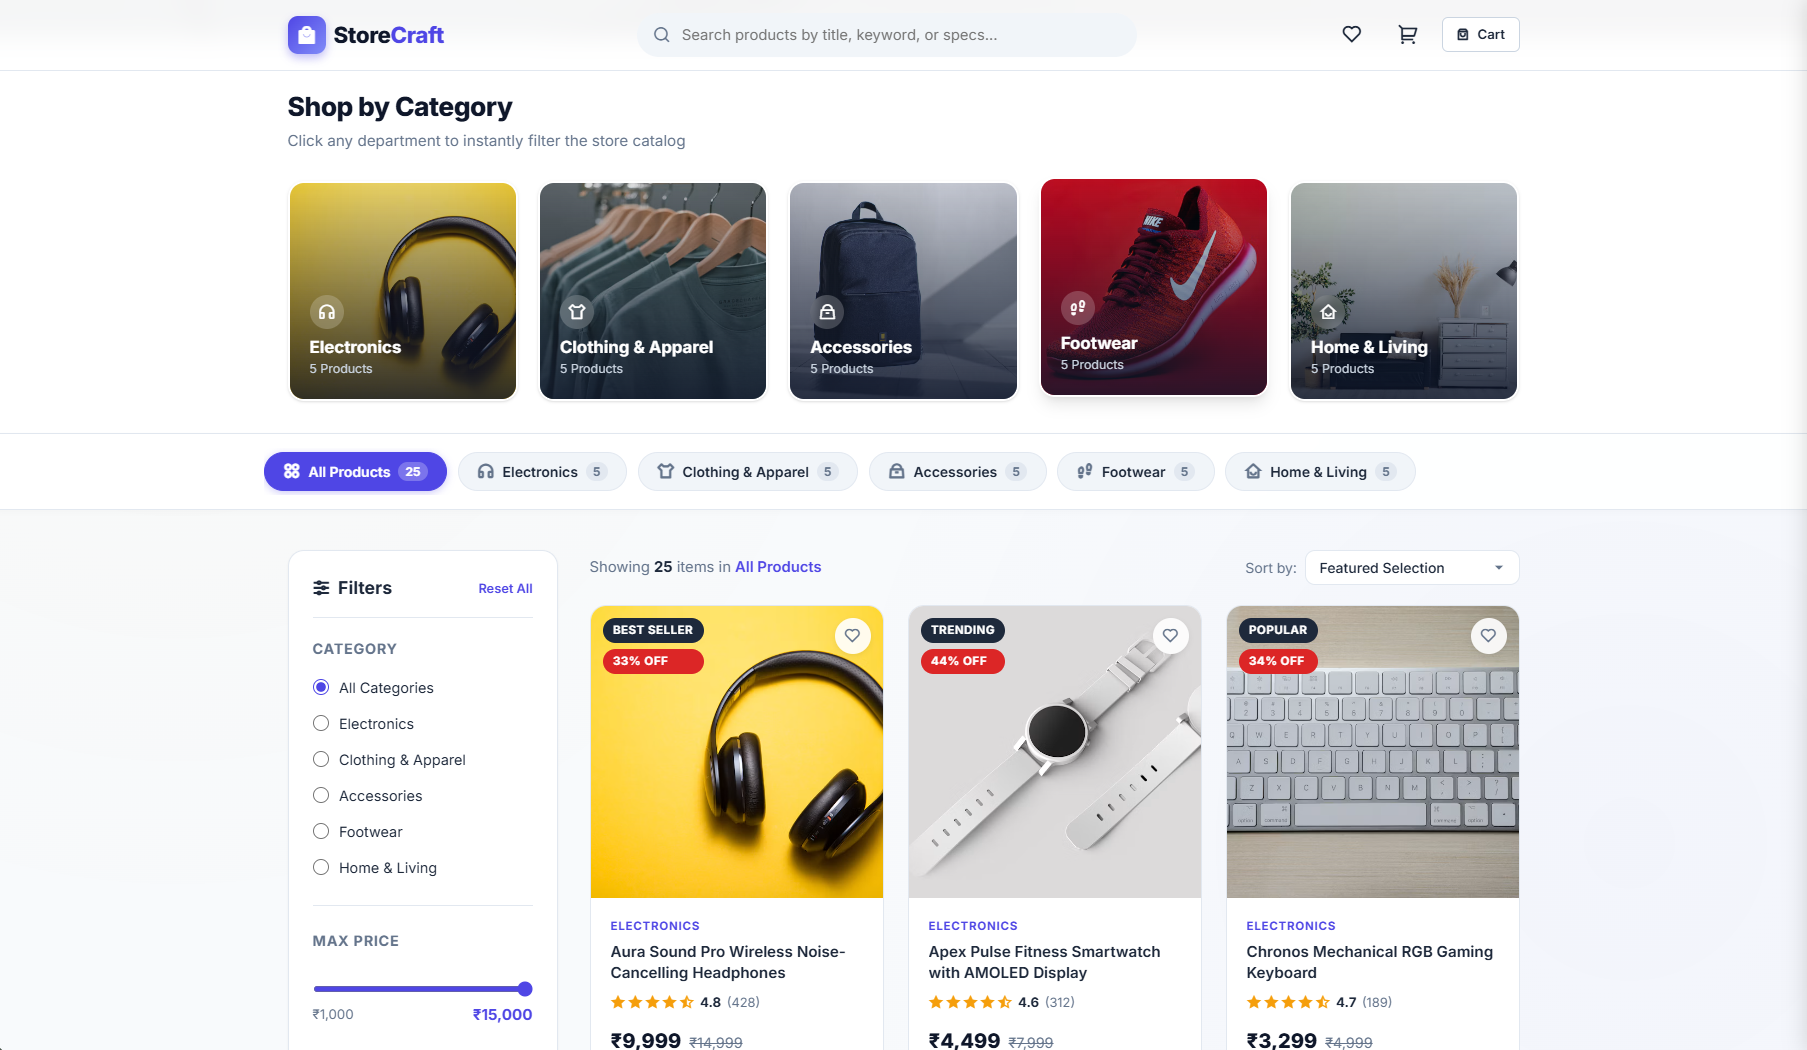 StoreCraft
Search products by title, keyword, or specs...
Cart
Shop by Category
Click any department to instantly filter the store catalog
Electronics
5 Products
Clothing & Apparel
5 Products
Accessories
5 Products
NIKE
Footwear
5 Products
Home & Living
5 Products
All Products 25
Electronics 5
Clothing & Apparel 5
Accessories 5
Footwear 5
Home & Living 5
Filters
Reset All
CATEGORY
All Categories
Electronics
Clothing & Apparel
Accessories
Footwear
Home & Living
MAX PRICE
₹1,000
₹15,000
Showing 25 items in All Products
Sort by: Featured Selection
BEST SELLER
33% OFF
ELECTRONICS
Aura Sound Pro Wireless Noise-
Cancelling Headphones
4.8 (428)
₹9,999 ₹14,999
TRENDING
44% OFF
ELECTRONICS
Apex Pulse Fitness Smartwatch
with AMOLED Display
4.6 (312)
₹4,499 ₹7,999
POPULAR
34% OFF
ELECTRONICS
Chronos Mechanical RGB Gaming
Keyboard
4.7 (189)
₹3,299 ₹4,999